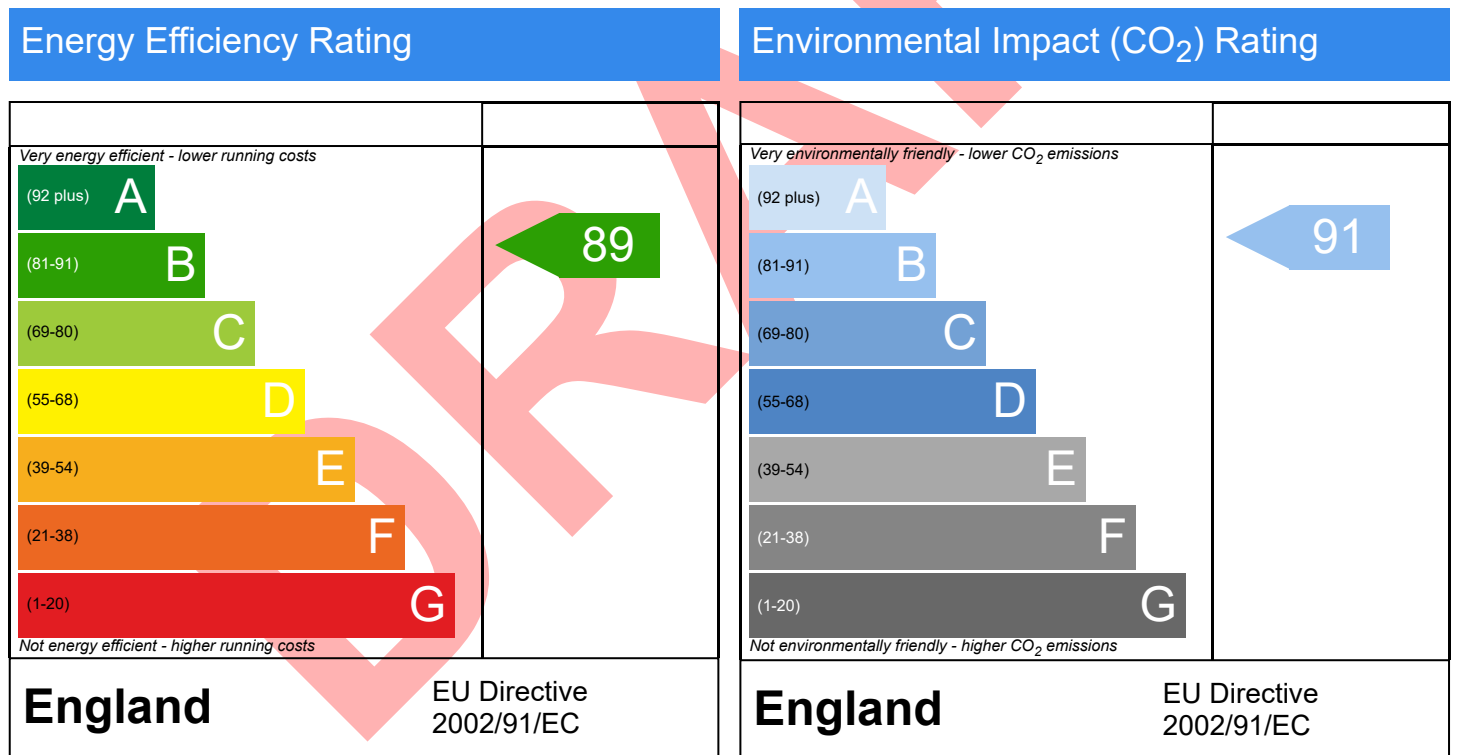 Energy Efficiency Rating
Very energy efficient - lower running costs
(92 plus) A
(81-91) B
(69-80) C
(55-68) D
(39-54) E
(21-38) F
(1-20) G
Not energy efficient - higher running costs
89
England
EU Directive
2002/91/EC
Environmental Impact (CO2) Rating
Very environmentally friendly - lower CO2 emissions
(92 plus) A
(81-91) B
(69-80) C
(55-68) D
(39-54) E
(21-38) F
(1-20) G
Not environmentally friendly - higher CO2 emissions
91
England
EU Directive
2002/91/EC